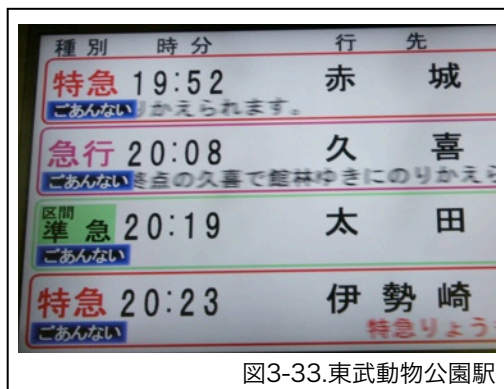 種別 時分 行先
特急 19:52 赤城
ごあんない りかえられます。
急行 20:08 久喜
ごあんない 終点の久喜で館林ゆきにのりかえら
区間
準急 20:19 太田
ごあんない
特急 20:23 伊勢崎
ごあんない 特急りょう
図3-33.東武動物公園駅